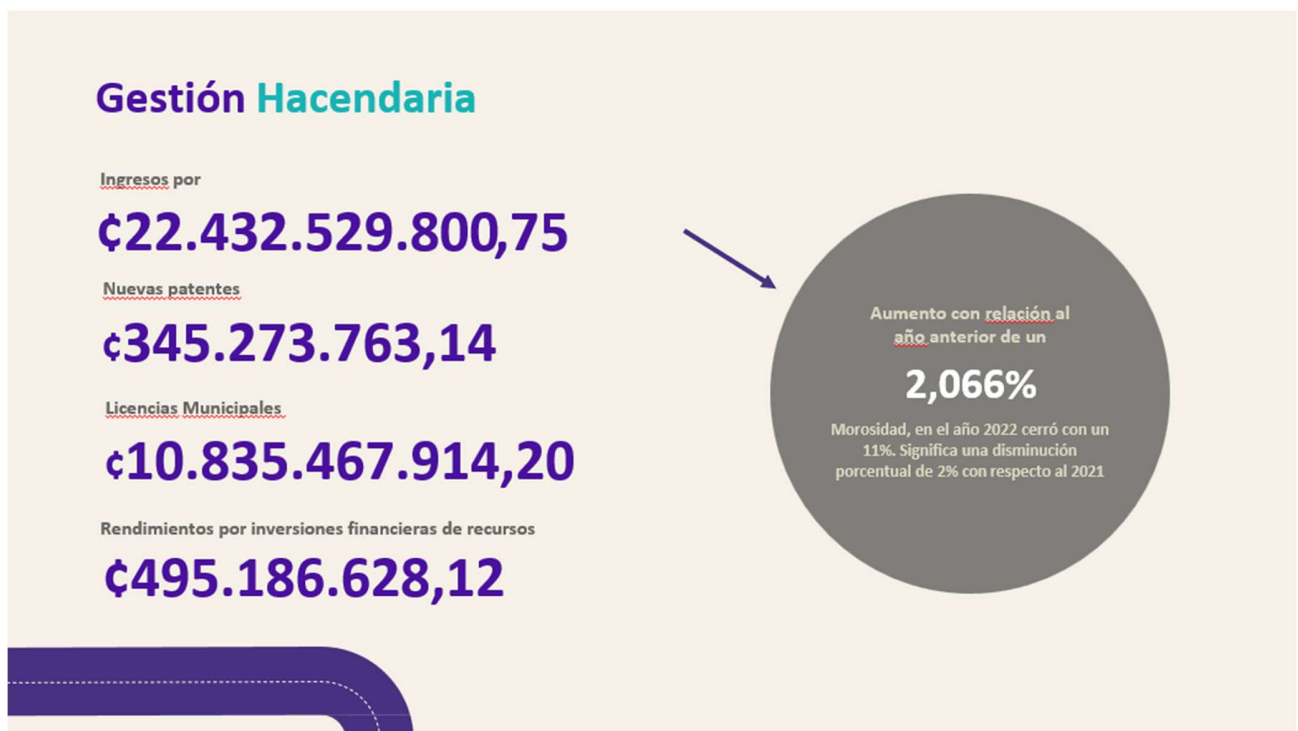 Gestión Hacendaria
Ingresos por
₡22.432.529.800,75
Nuevas patentes
₡345.273.763,14
Licencias Municipales
₡10.835.467.914,20
Rendimientos por inversiones financieras de recursos
₡495.186.628,12
Aumento con relación al
año anterior de un
2,066%
Morosidad, en el año 2022 cerró con un
11%. Significa una disminución
porcentual de 2% con respecto al 2021